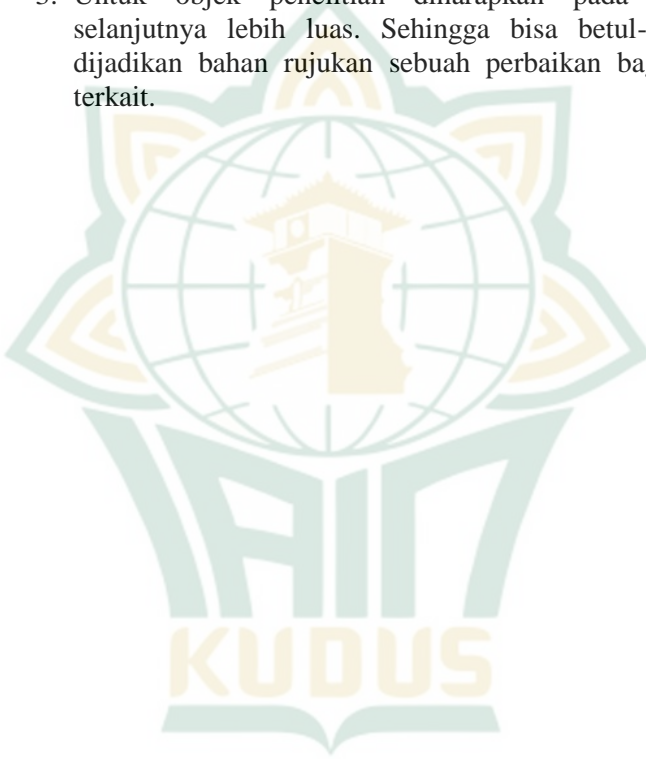 3. Untuk objek penelitian diharapkan pada
selanjutnya lebih luas. Sehingga bisa betul-
dijadikan bahan rujukan sebuah perbaikan
terkait.
IAIN
KUDUS